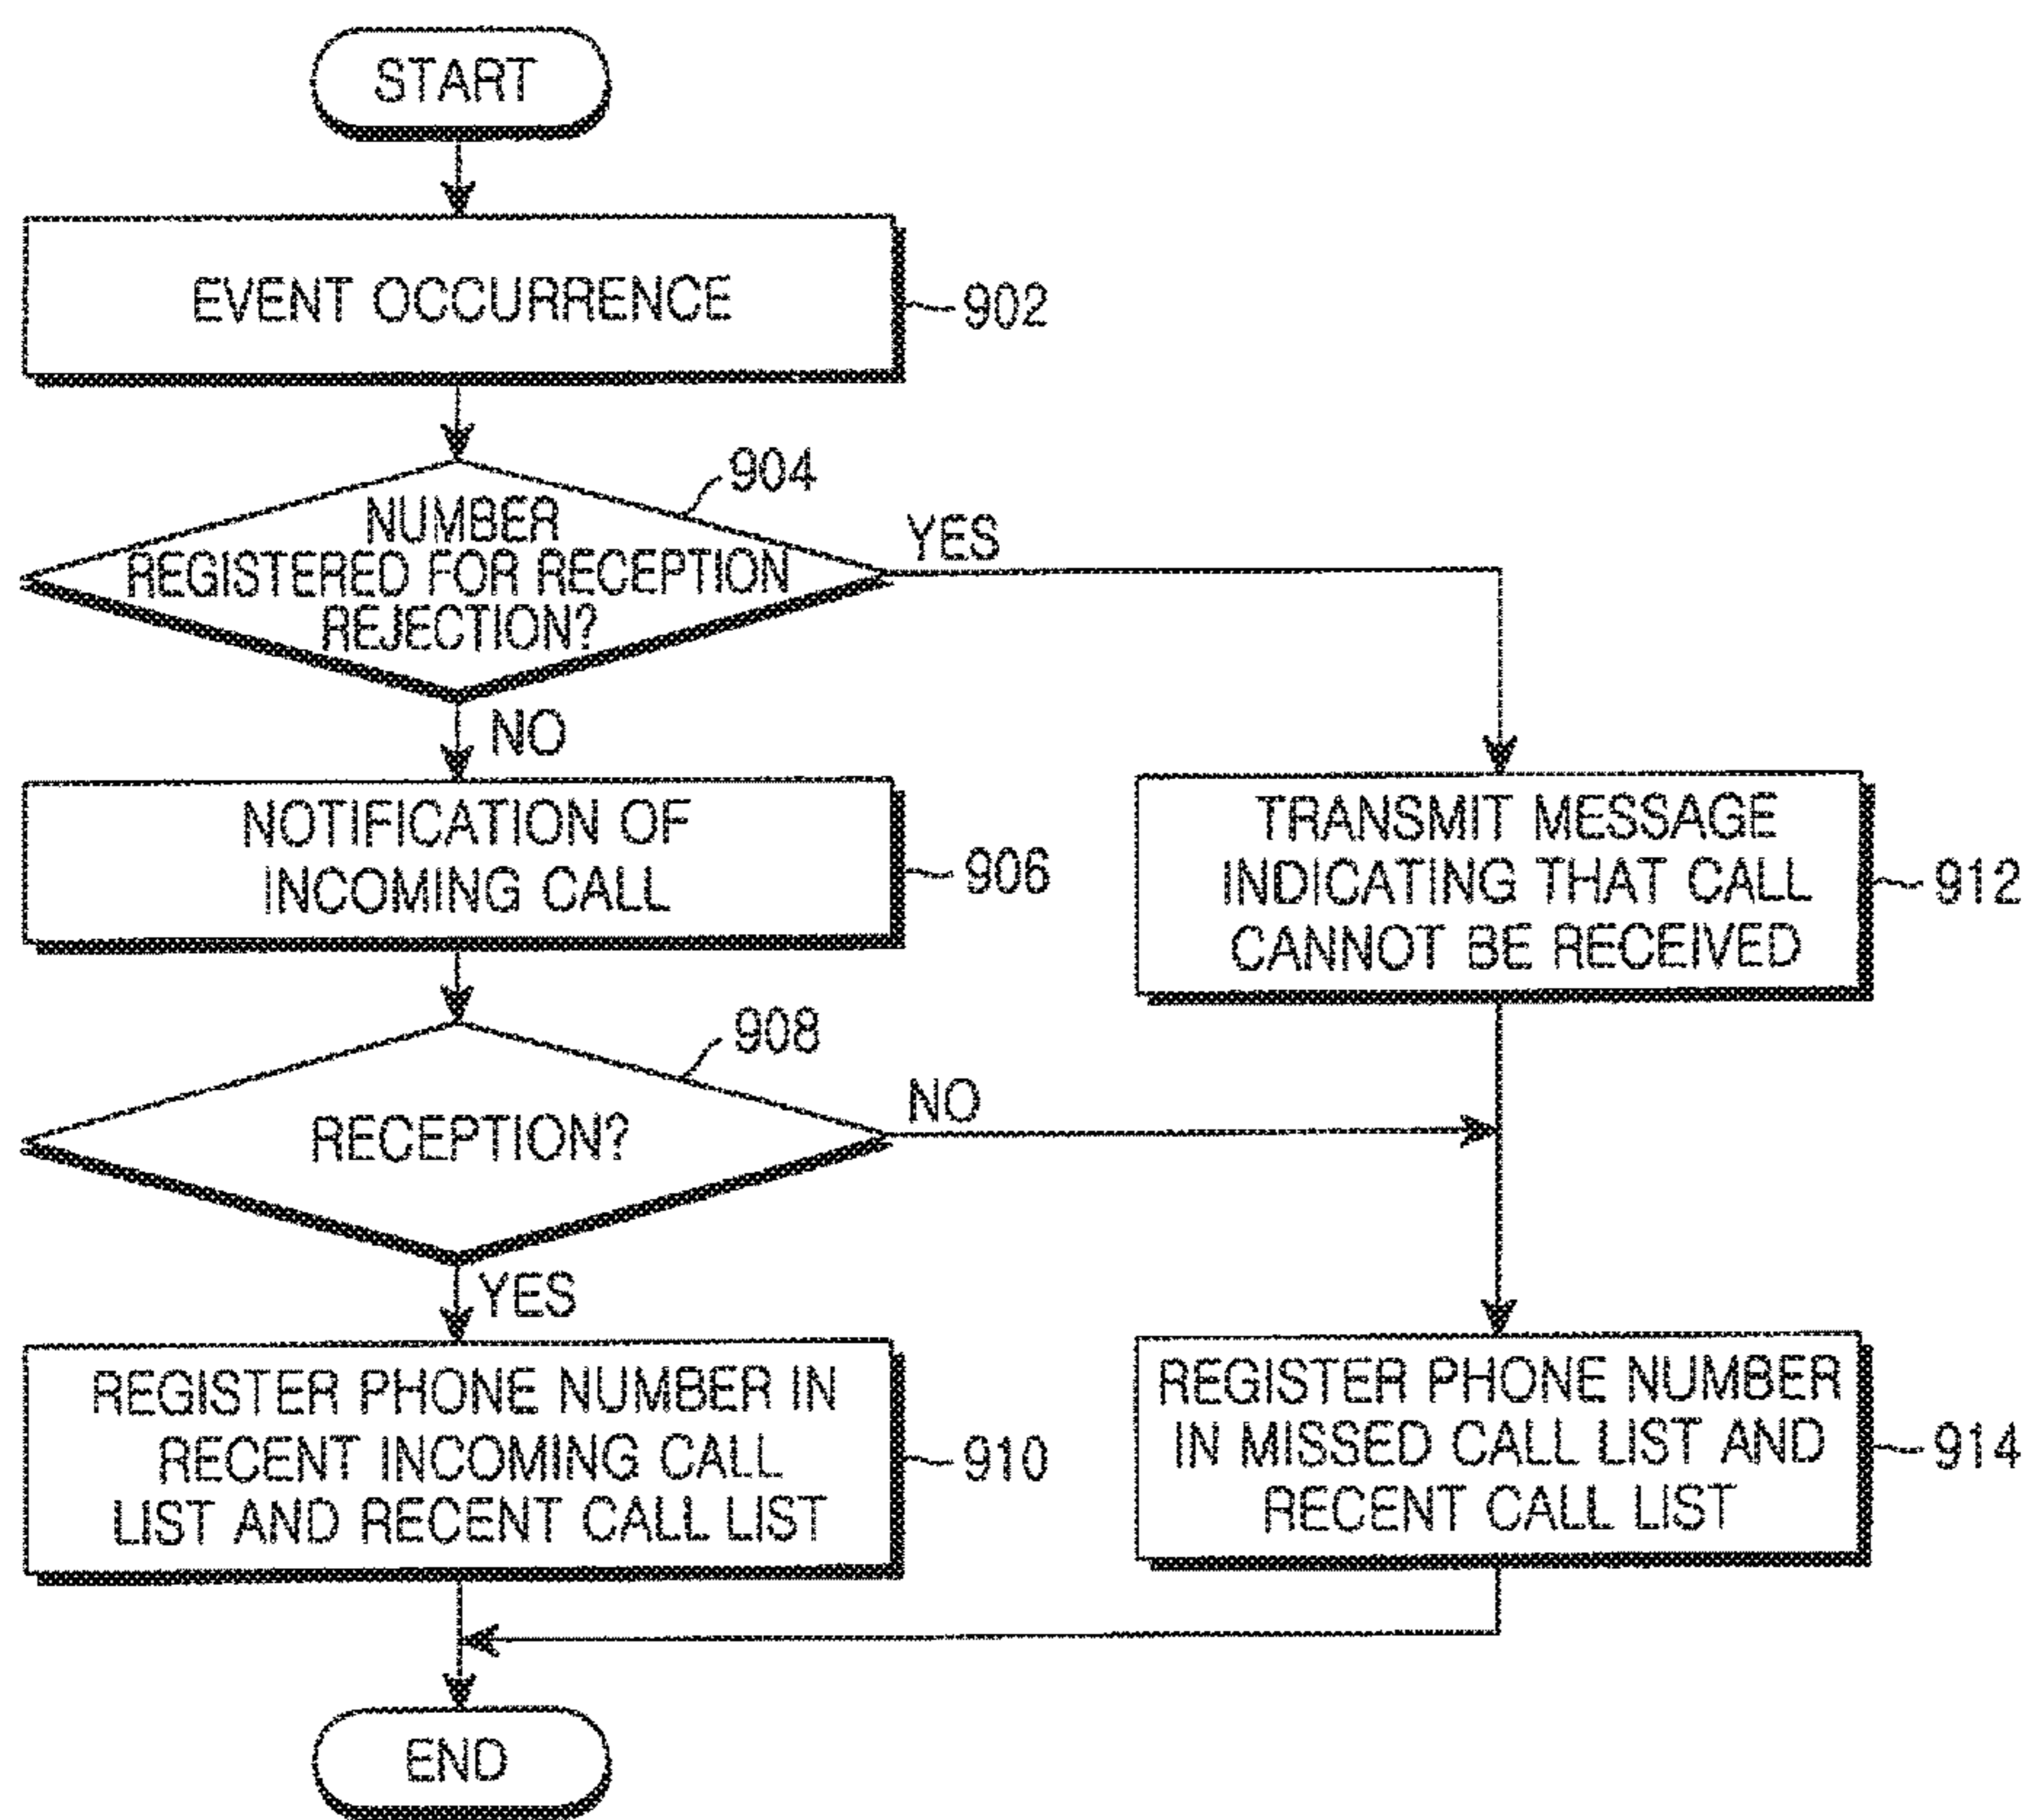 START
EVENT OCCURRENCE
902
904
NUMBER
REGISTERED FOR RECEPTION
REJECTION?
YES
NO
NOTIFICATION OF
INCOMING CALL
906
TRANSMIT MESSAGE
INDICATING THAT CALL
CANNOT BE RECEIVED
912
908
RECEPTION?
NO
YES
REGISTER PHONE NUMBER IN
RECENT INCOMING CALL
LIST AND RECENT CALL LIST
910
REGISTER PHONE NUMBER
IN MISSED CALL LIST AND
RECENT CALL LIST
914
END